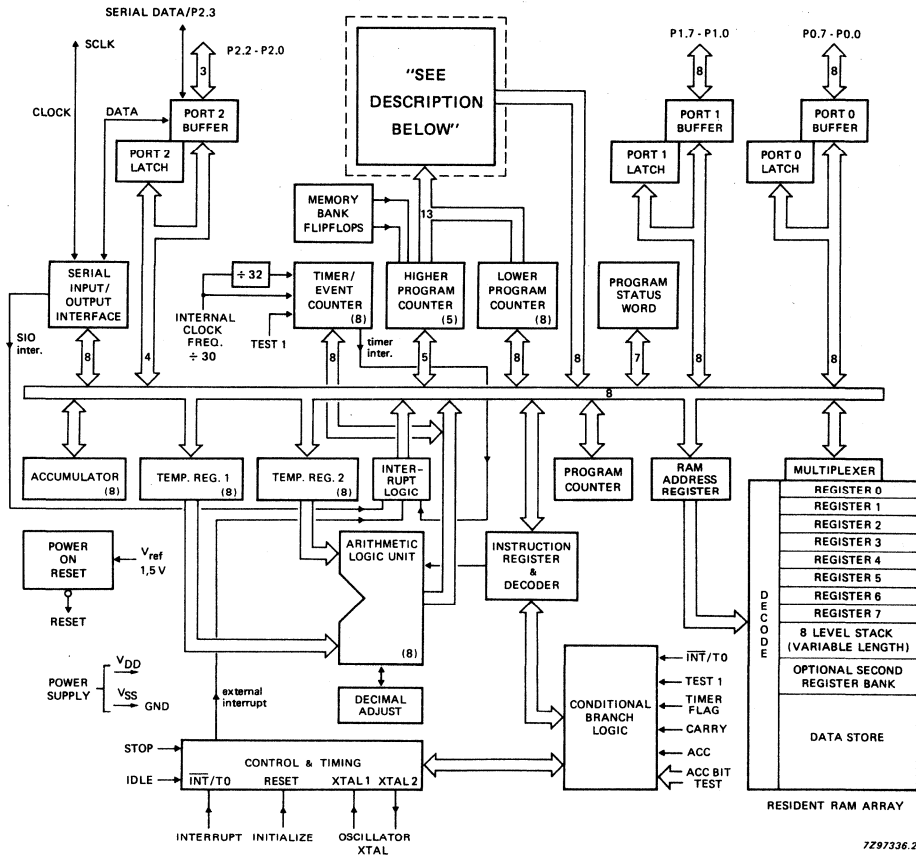 SERIAL DATA/P2.3
SCLK
P2.2 - P2.0
3
CLOCK
DATA
PORT 2
BUFFER
PORT 2
LATCH
"SEE
DESCRIPTION
BELOW"
P1.7 - P1.0
8
PORT 1
BUFFER
PORT 1
LATCH
P0.7 - P0.0
8
PORT 0
BUFFER
PORT 0
LATCH
MEMORY
BANK
FLIPFLOPS
13
SERIAL
INPUT/
OUTPUT
INTERFACE
÷ 32
INTERNAL
CLOCK
FREQ.
÷ 30
TEST 1
TIMER/
EVENT
COUNTER
(8)
HIGHER
PROGRAM
COUNTER
(5)
LOWER
PROGRAM
COUNTER
(8)
PROGRAM
STATUS
WORD
SIO
inter.
timer
inter.
8
4
8
5
8
8
7
8
8
8
ACCUMULATOR
(8)
TEMP. REG. 1
(8)
TEMP. REG. 2
(8)
INTER-
RUPT
LOGIC
PROGRAM
COUNTER
RAM
ADDRESS
REGISTER
MULTIPLEXER
REGISTER 0
REGISTER 1
REGISTER 2
REGISTER 3
REGISTER 4
REGISTER 5
REGISTER 6
REGISTER 7
8 LEVEL STACK
(VARIABLE LENGTH)
OPTIONAL SECOND
REGISTER BANK
DATA STORE
DECODE
RESIDENT RAM ARRAY
POWER
ON
RESET
Vref
1,5 V
RESET
ARITHMETIC
LOGIC UNIT
(8)
INSTRUCTION
REGISTER
&
DECODER
DECIMAL
ADJUST
POWER
SUPPLY
VDD
VSS
GND
external
interrupt
CONDITIONAL
BRANCH
LOGIC
INT/T0
TEST 1
TIMER
FLAG
CARRY
ACC
ACC BIT
TEST
STOP
IDLE
CONTROL & TIMING
INT/T0 RESET XTAL 1 XTAL 2
INTERRUPT
INITIALIZE
OSCILLATOR
XTAL
7Z97336.2